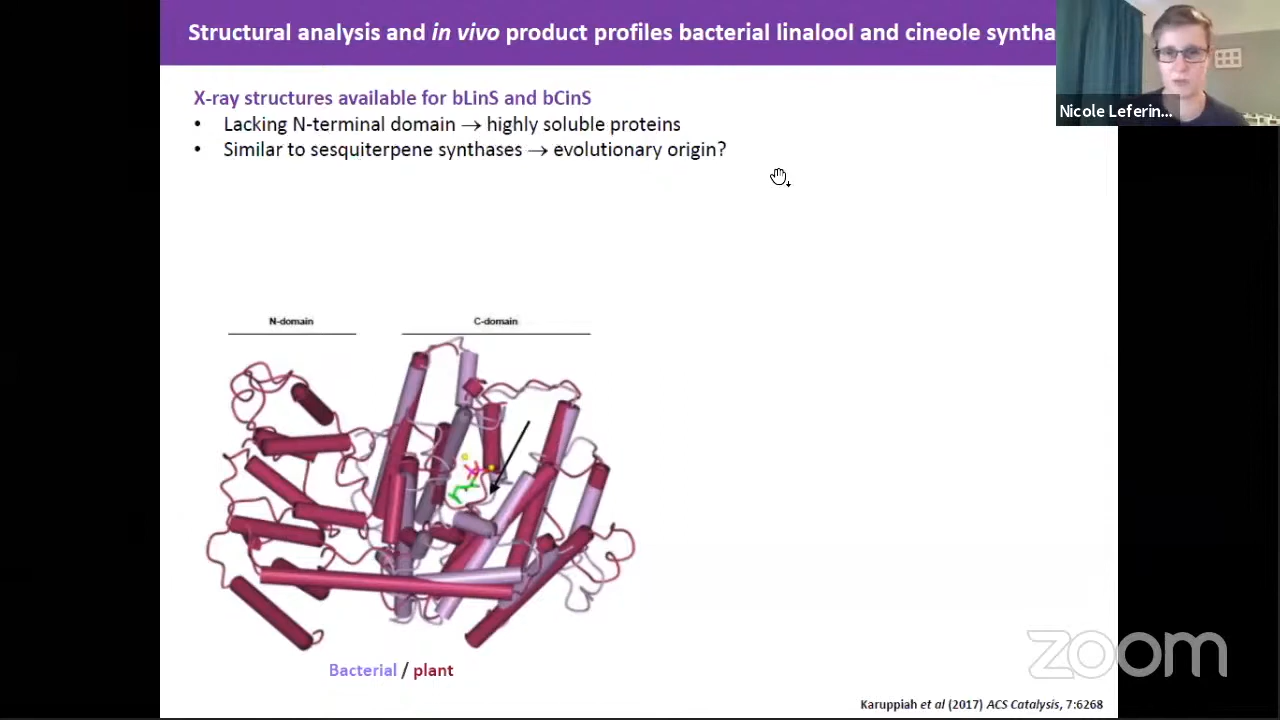 Structural analysis and in vivo product profiles bacterial linalool and cineole syntha
Nicole Leferin...
X-ray structures available for bLinS and bCinS
• Lacking N-terminal domain → highly soluble proteins
• Similar to sesquiterpene synthases → evolutionary origin?
N-domain
C-domain
Bacterial / plant
zoom
Karuppiah et al (2017) ACS Catalysis, 7:6268